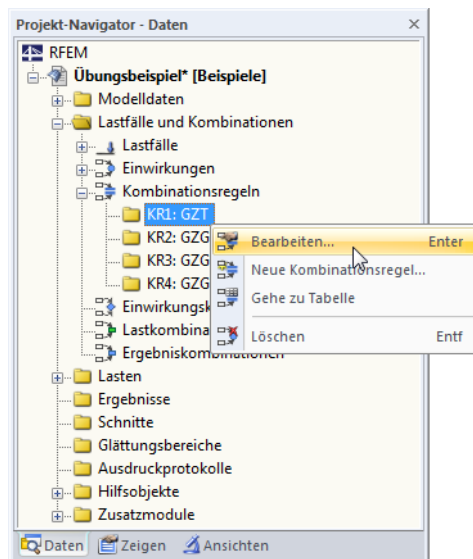 Projekt-Navigator - Daten
RFEM
Übungsbeispiel* [Beispiele]
Modelldaten
Lastfälle und Kombinationen
Lastfälle
Einwirkungen
Kombinationsregeln
KR1: GZT
KR2: GZG
Bearbeiten... Enter
KR3: GZG
Neue Kombinationsregel...
KR4: GZG
Gehe zu Tabelle
Einwirkungsk
Lastkombina
Löschen Entf
Ergebniskombinationen
Lasten
Ergebnisse
Schnitte
Glättungsbereiche
Ausdruckprotokolle
Hilfsobjekte
Zusatzmodule
Daten Zeigen Ansichten